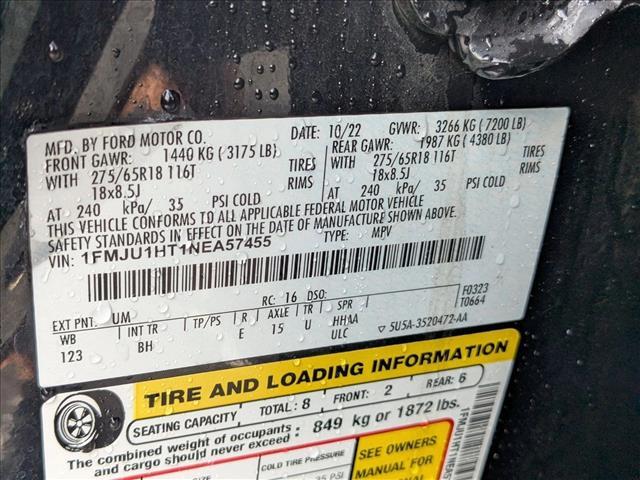 MFD. BY FORD MOTOR CO. DATE: 10/22 GVWR: 3266 KG ( 7200 LB)
FRONT GAWR: 1440 KG ( 3175 LB) REAR GAWR: 1987 KG ( 4380 LB)
WITH 275/65R18 116T TIRES WITH 275/65R18 116T TIRES
18x8.5J RIMS 18x8.5J RIMS
AT 240 kPa/ 35 PSI COLD AT 240 kPa/ 35 PSI COLD
THIS VEHICLE CONFORMS TO ALL APPLICABLE FEDERAL MOTOR VEHICLE
SAFETY STANDARDS IN EFFECT ON THE DATE OF MANUFACTURE SHOWN ABOVE.
VIN: 1FMJU1HT1NEA57455 TYPE: MPV
F0323
T0664
RC: 16 DSO:
EXT PNT: UM
WB INT TR TP/PS R AXLE TR SPR
123 BH E 15 U HHAA
ULC ▽ 5U5A-3520472-AA
TIRE AND LOADING INFORMATION
SEATING CAPACITY TOTAL: 8 FRONT: 2 REAR: 6
The combined weight of occupants and cargo should never exceed: 849 kg or 1872 lbs.
COLD TIRE PRESSURE
35 PSI
SEE OWNERS
MANUAL FOR